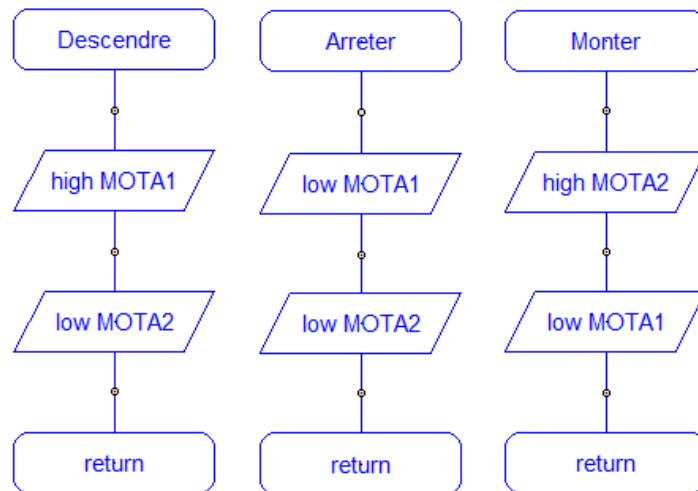 Descendre
high MOTA1
low MOTA2
return
Arreter
low MOTA1
low MOTA2
return
Monter
high MOTA2
low MOTA1
return